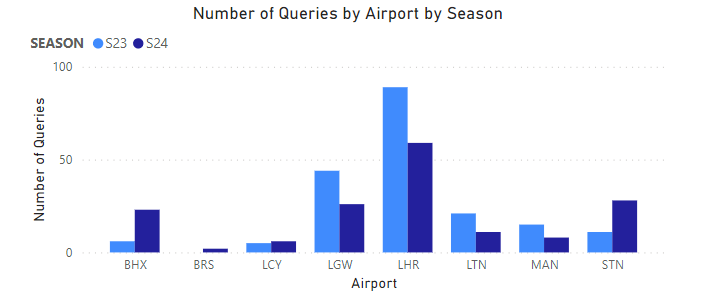 Number of Queries by Airport by Season
SEASON S23 S24
100
50
0
Number of Queries
BHX BRS LCY LGW LHR LTN MAN STN
Airport